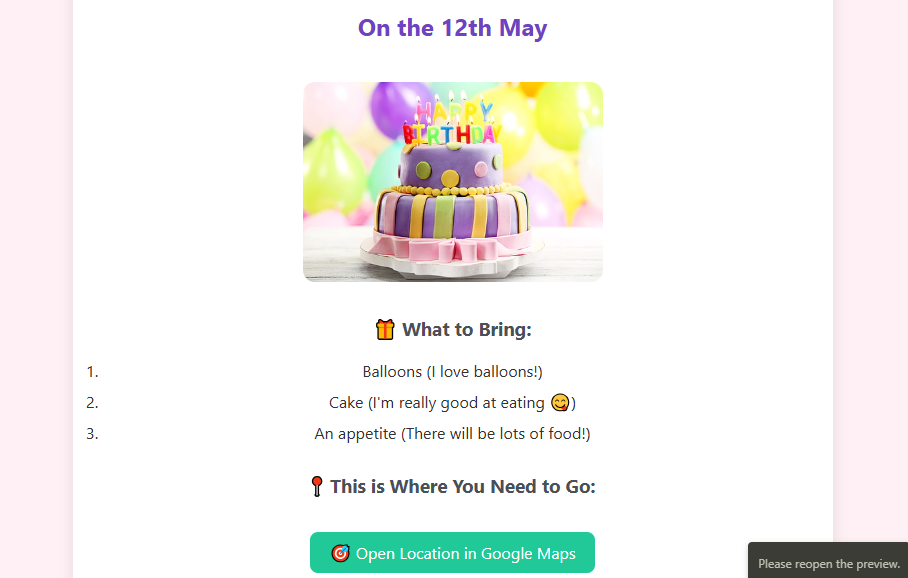 On the 12th May
HAPPY
BIRTHDAY
🎁 What to Bring:
1. Balloons (I love balloons!)
2. Cake (I'm really good at eating 😋)
3. An appetite (There will be lots of food!)
📍 This is Where You Need to Go:
🎯 Open Location in Google Maps
Please reopen the preview.